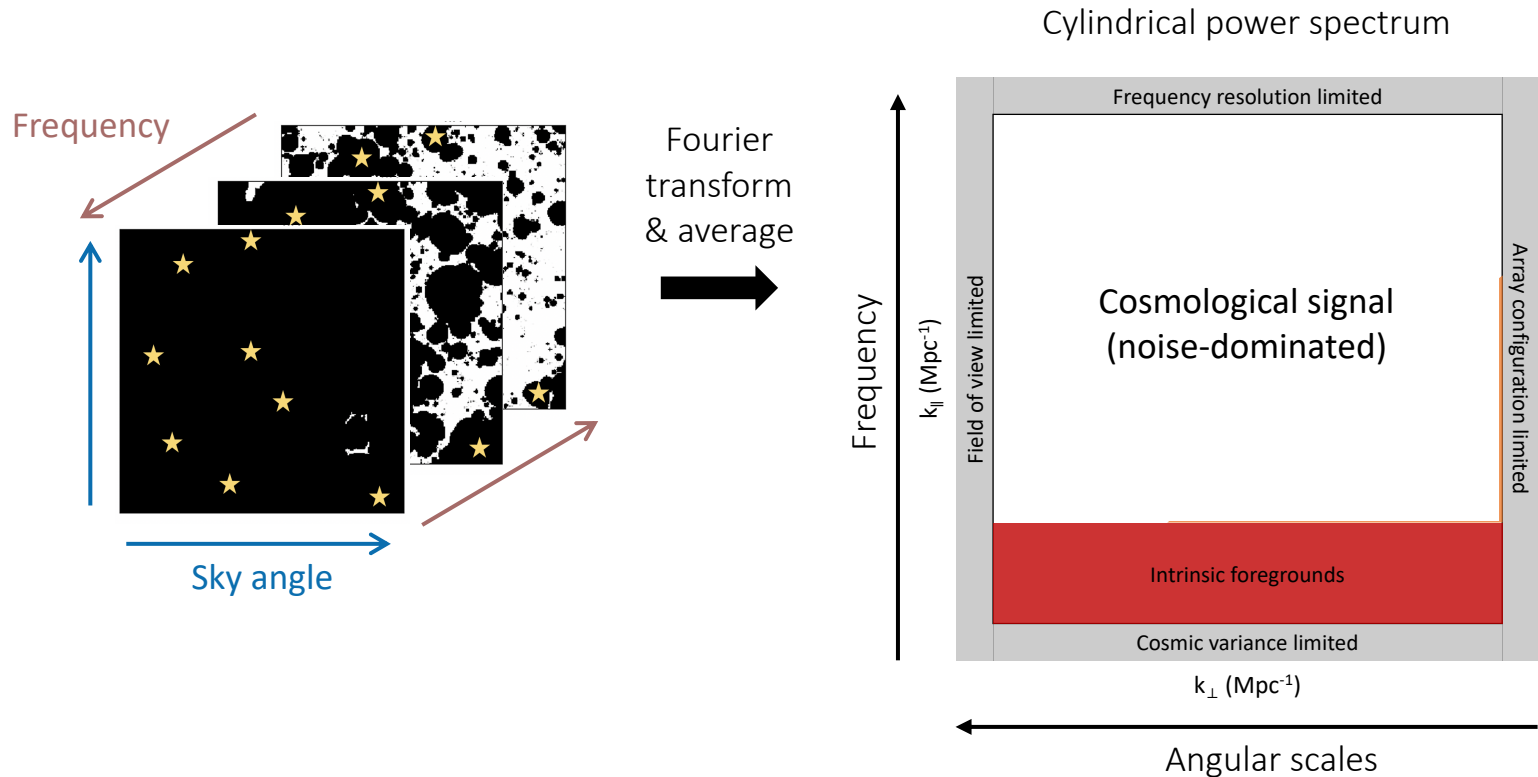 Cylindrical power spectrum
Frequency
Sky angle
Fourier
transform
& average
Frequency
k∥ (Mpc⁻¹)
Field of view limited
Frequency resolution limited
Cosmological signal
(noise-dominated)
Array configuration limited
Intrinsic foregrounds
Cosmic variance limited
k⊥ (Mpc⁻¹)
Angular scales